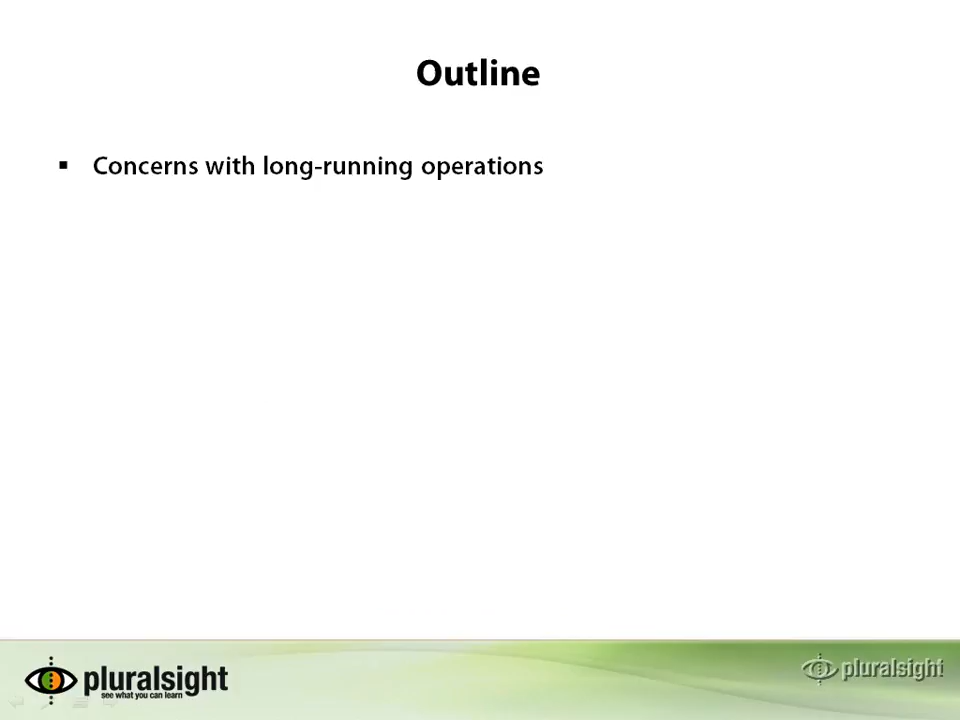 Outline
▪ Concerns with long-running operations
pluralsight
see what you can learn
pluralsight